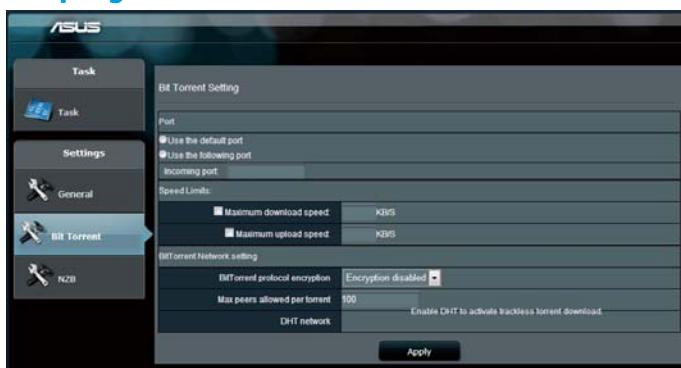 ASUS
Task
Task
Settings
General
Bit Torrent
NZB
Bit Torrent Setting
Port
Use the default port
Use the following port
Incoming port:
Speed Limits:
Maximum download speed: KB/S
Maximum upload speed: KB/S
BitTorrent Network setting
BitTorrent protocol encryption Encryption disabled
Max peers allowed per torrent 100
DHT network Enable DHT to activate trackless torrent download.
Apply